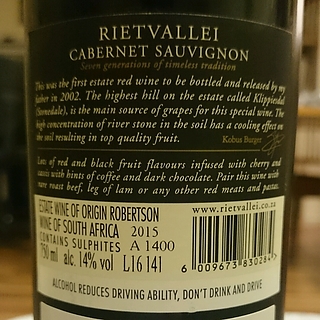 RIETVALLEI
CABERNET SAUVIGNON
Seven generations of timeless tradition
This was the first estate red wine to be bottled and released by my
father in 2002. The highest hill on the estate called Klippiesdal
(Stonedale), is the main source of grapes for this special wine. The
high concentration of river stone in the soil has a cooling effect on
the soil resulting in top quality fruit.
Kobus Burger
Lots of red and black fruit flavours infused with cherry and
cassis with hints of coffee and dark chocolate. Pair this wine with
rare roast beef, leg of lam or any other red meats and pastas.
ESTATE WINE OF ORIGIN ROBERTSON
WINE OF SOUTH AFRICA 2015
CONTAINS SULPHITES A 1400
750 ml alc. 14% vol L16 141
www.rietvallei.co.za
6 009673 830284
ALCOHOL REDUCES DRIVING ABILITY, DON'T DRINK AND DRIVE